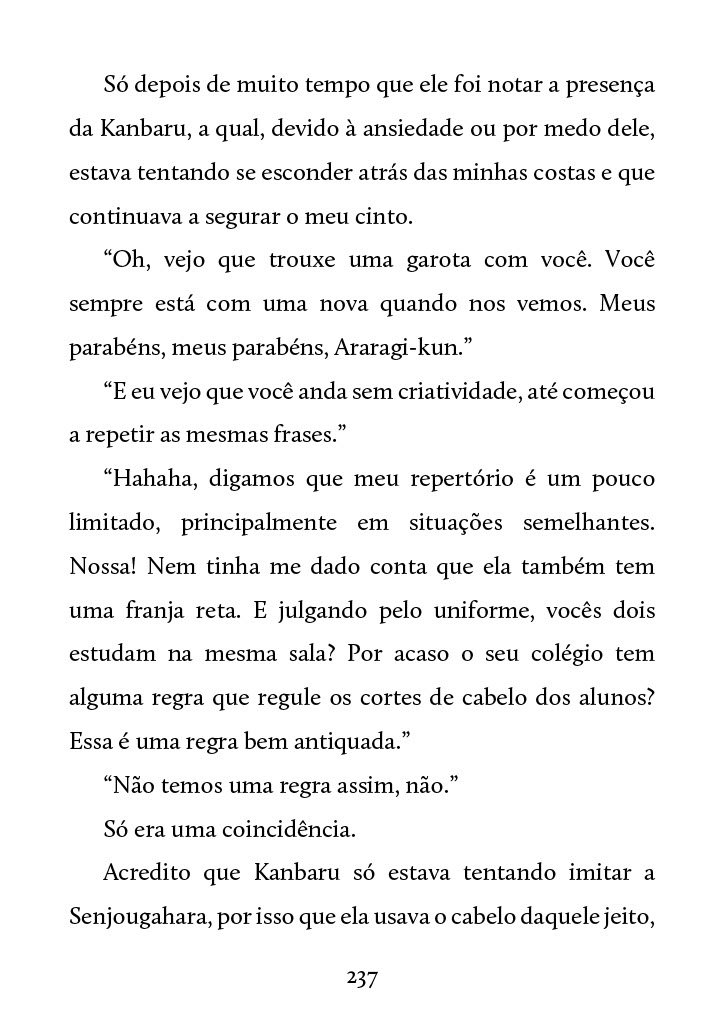 Só depois de muito tempo que ele foi notar a presença
da Kanbaru, a qual, devido à ansiedade ou por medo dele,
estava tentando se esconder atrás das minhas costas e que
continuava a segurar o meu cinto.
“Oh, vejo que trouxe uma garota com você. Você
sempre está com uma nova quando nos vemos. Meus
parabéns, meus parabéns, Araragi-kun.”
“E eu vejo que você anda sem criatividade, até começou
a repetir as mesmas frases.”
“Hahaha, digamos que meu repertório é um pouco
limitado, principalmente em situações semelhantes.
Nossa! Nem tinha me dado conta que ela também tem
uma franja reta. E julgando pelo uniforme, vocês dois
estudam na mesma sala? Por acaso o seu colégio tem
alguma regra que regule os cortes de cabelo dos alunos?
Essa é uma regra bem antiquada.”
“Não temos uma regra assim, não.”
Só era uma coincidência.
Acredito que Kanbaru só estava tentando imitar a
Senjougahara, por isso que ela usava o cabelo daquele jeito,
237